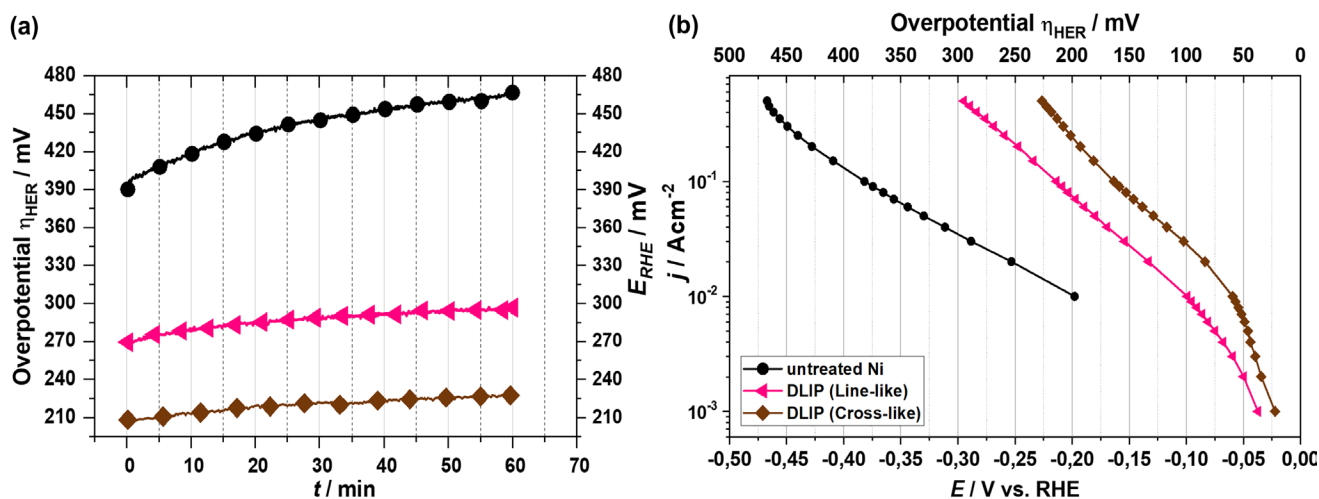 (a)
480
450
420
390
360
330
300
270
240
210
Overpotential ηHER / mV
480
450
420
390
360
330
300
270
240
210
ERHE / mV
0
10
20
30
40
50
60
70
t / min
(b)
Overpotential ηHER / mV
500 450 400 350 300 250 200 150 100 50 0
j / Acm-2
10-1
10-2
10-3
untreated Ni
DLIP (Line-like)
DLIP (Cross-like)
-0,50 -0,45 -0,40 -0,35 -0,30 -0,25 -0,20 -0,15 -0,10 -0,05 0,00
E / V vs. RHE